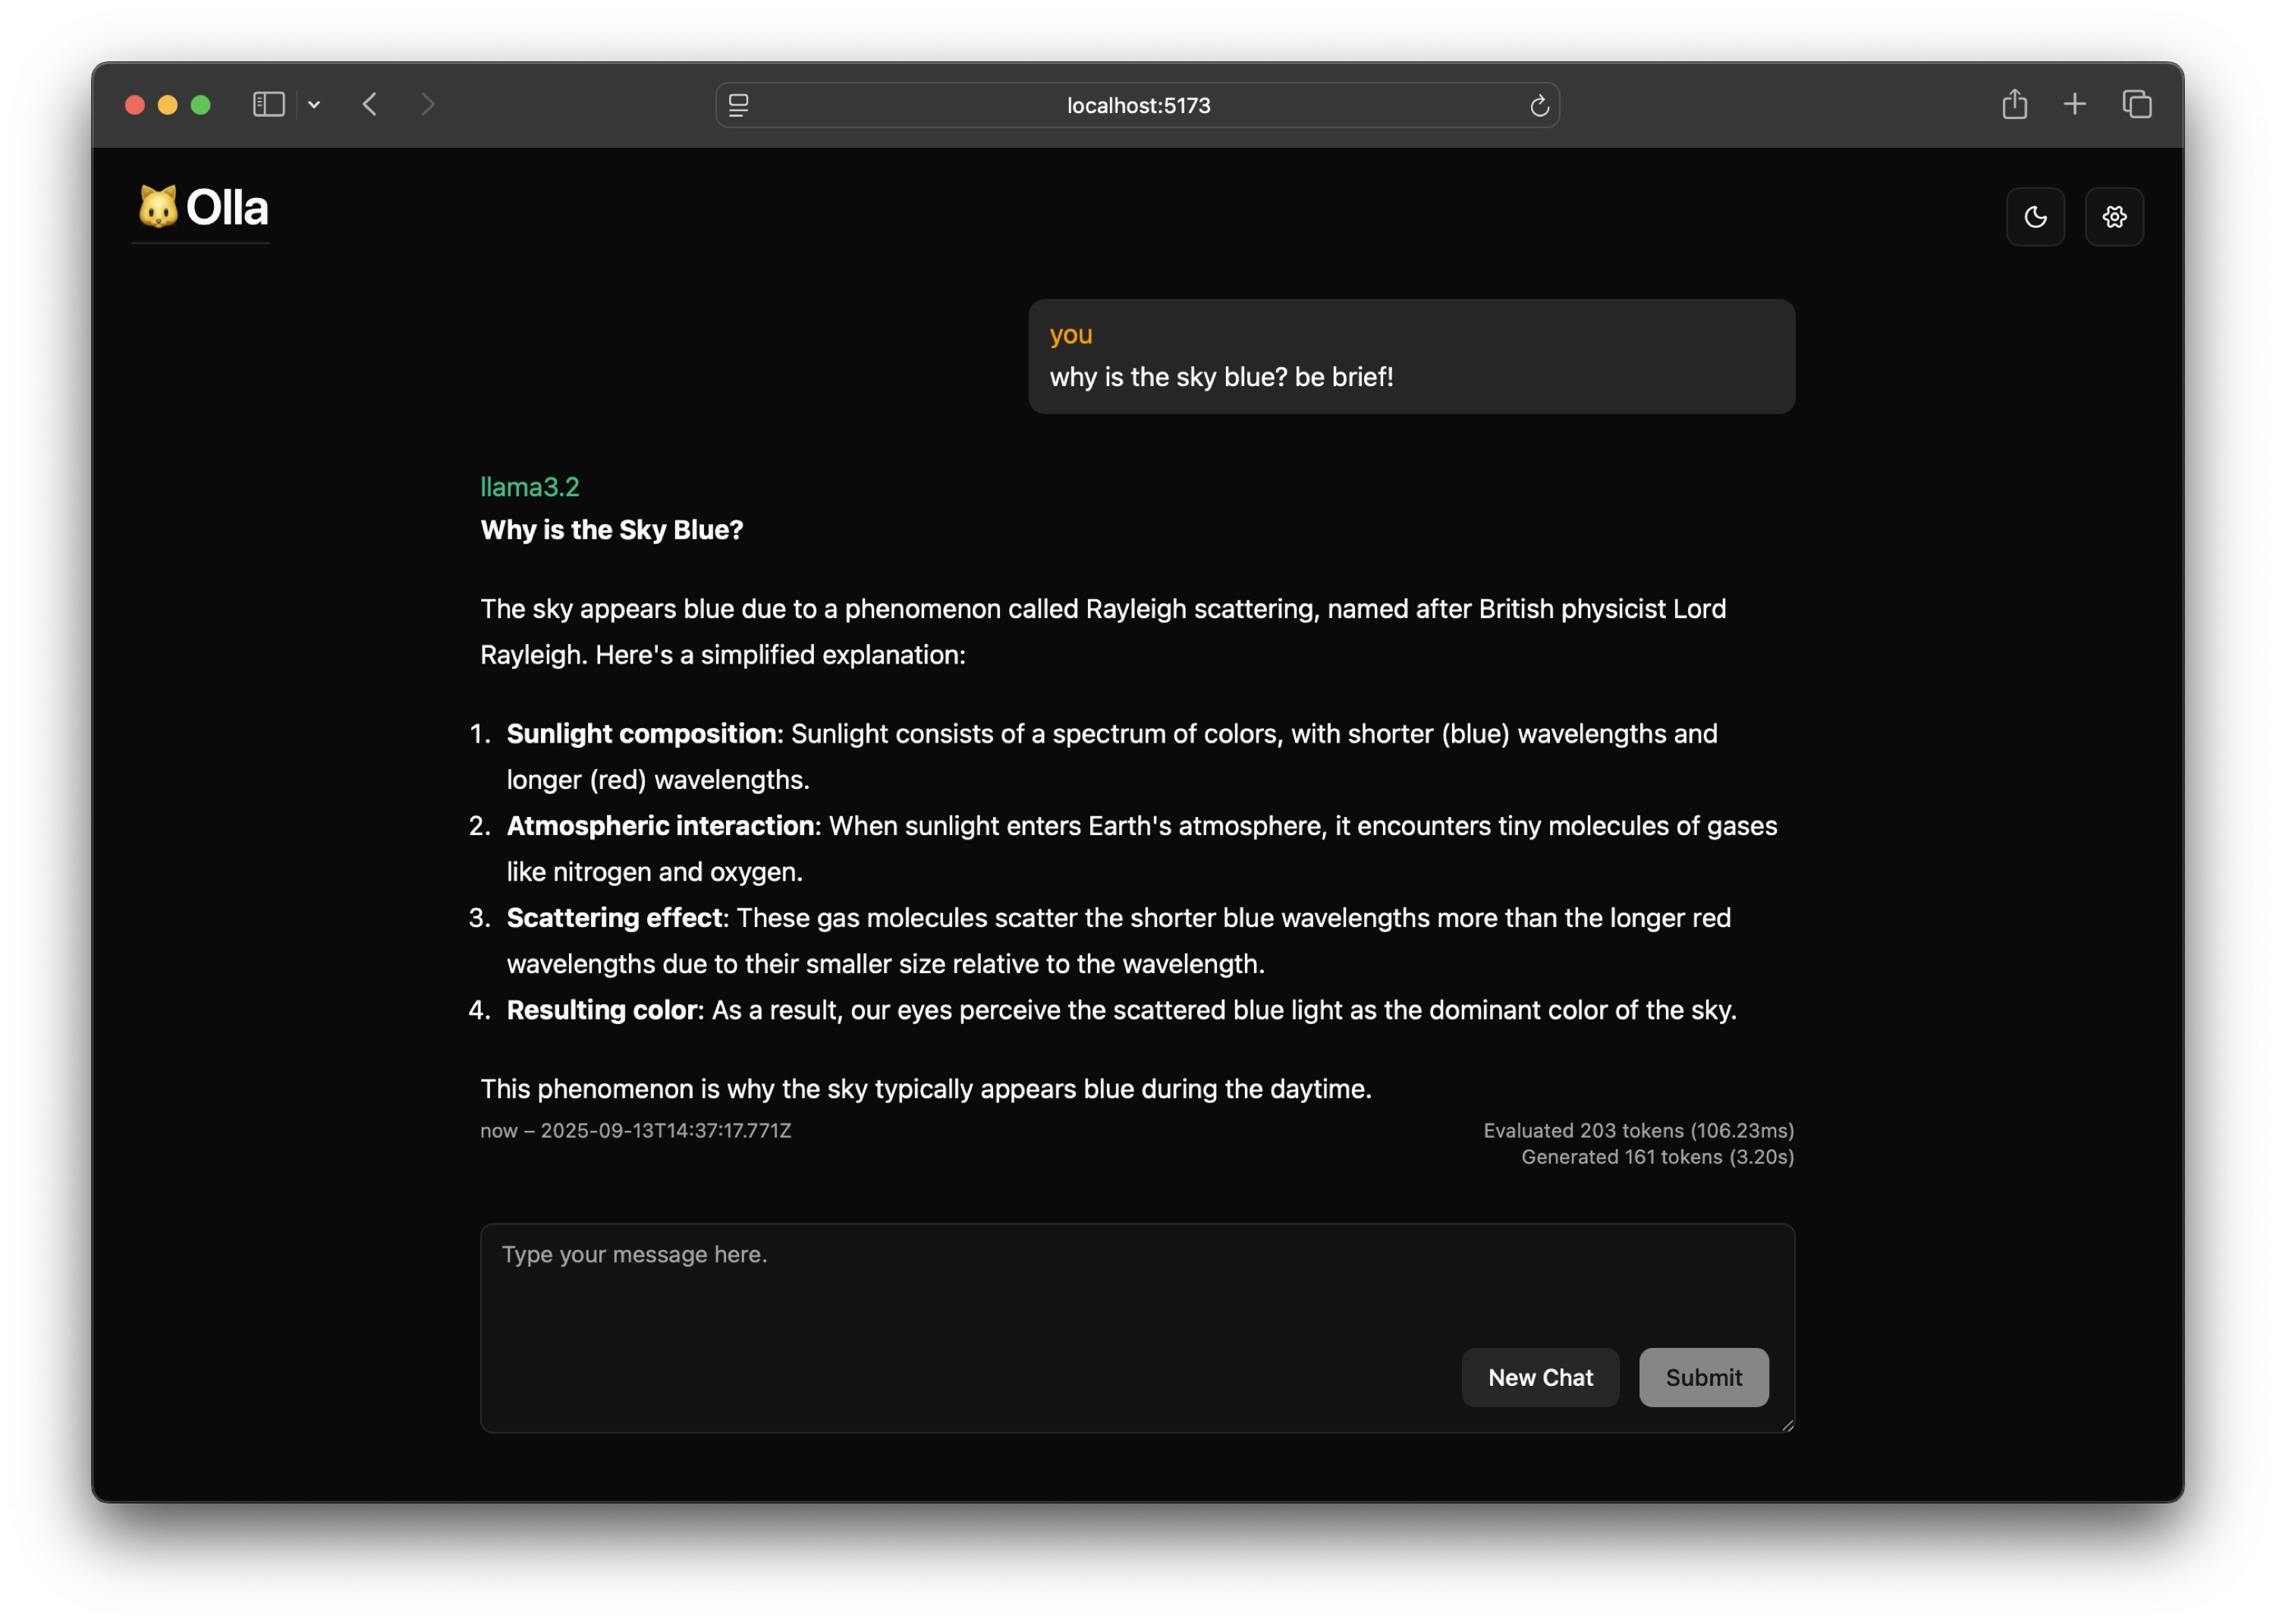 localhost:5173
Olla
you
why is the sky blue? be brief!
llama3.2
Why is the Sky Blue?
The sky appears blue due to a phenomenon called Rayleigh scattering, named after British physicist Lord
Rayleigh. Here's a simplified explanation:
1. Sunlight composition: Sunlight consists of a spectrum of colors, with shorter (blue) wavelengths and
longer (red) wavelengths.
2. Atmospheric interaction: When sunlight enters Earth's atmosphere, it encounters tiny molecules of gases
like nitrogen and oxygen.
3. Scattering effect: These gas molecules scatter the shorter blue wavelengths more than the longer red
wavelengths due to their smaller size relative to the wavelength.
4. Resulting color: As a result, our eyes perceive the scattered blue light as the dominant color of the sky.
This phenomenon is why the sky typically appears blue during the daytime.
now – 2025-09-13T14:37:17.771Z
Evaluated 203 tokens (106.23ms)
Generated 161 tokens (3.20s)
Type your message here.
New Chat
Submit